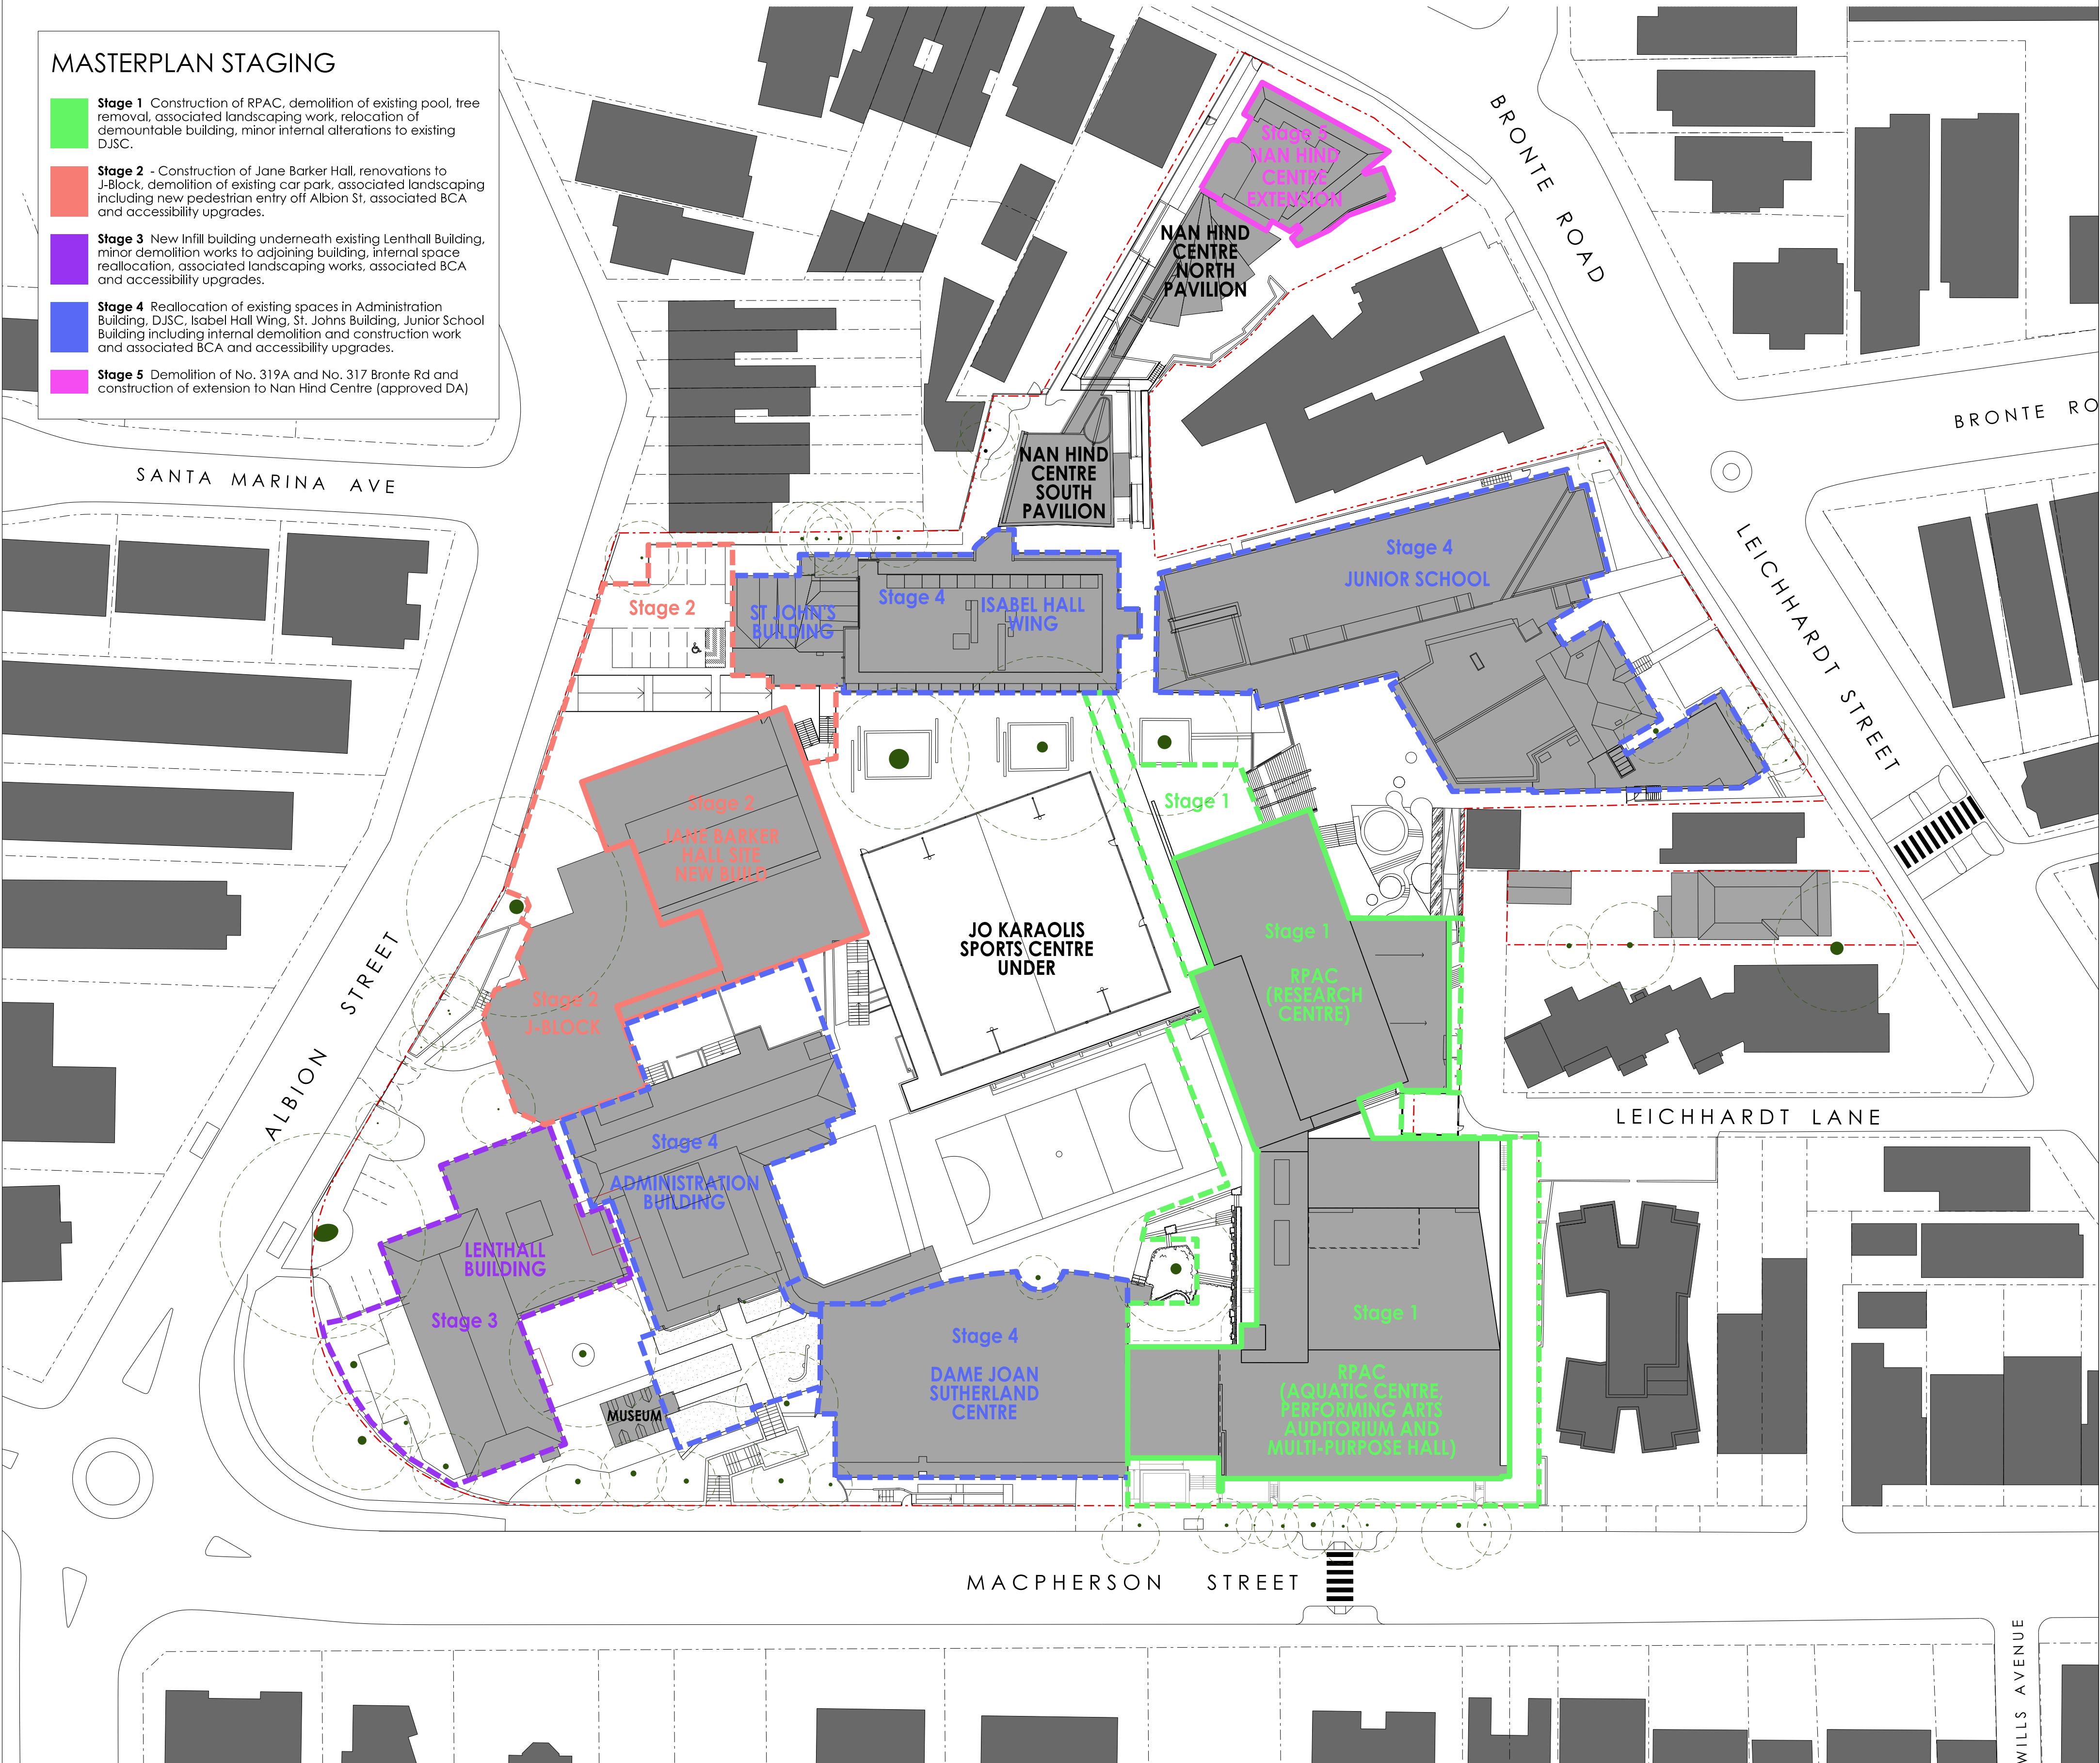 MASTERPLAN STAGING
Stage 1 Construction of RPAC, demolition of existing pool, tree
removal, associated landscaping work, relocation of
demountable building, minor internal alterations to existing
DJSC.
Stage 2 - Construction of Jane Barker Hall, renovations to
J-Block, demolition of existing car park, associated landscaping
including new pedestrian entry off Albion St, associated BCA
and accessibility upgrades.
Stage 3 New Infill building underneath existing Lenthall Building,
minor demolition works to adjoining building, internal space
reallocation, associated landscaping works, associated BCA
and accessibility upgrades.
Stage 4 Reallocation of existing spaces in Administration
Building, DJSC, Isabel Hall Wing, St. Johns Building, Junior School
Building including internal demolition and construction work
and associated BCA and accessibility upgrades.
Stage 5 Demolition of No. 319A and No. 317 Bronte Rd and
construction of extension to Nan Hind Centre (approved DA)
Stage 5
NAN HIND
CENTRE
EXTENSION
BRONTE ROAD
NAN HIND
CENTRE
NORTH
PAVILION
BRONTE RO
SANTA MARINA AVE
NAN HIND
CENTRE
SOUTH
PAVILION
LEICHHARDT STREET
Stage 4
JUNIOR SCHOOL
Stage 2
ST JOHN'S
BUILDING
Stage 4
ISABEL HALL
WING
Stage 1
Stage 2
JANE BARKER
HALL SITE
NEW BUILD
JO KARAOLIS
SPORTS CENTRE
UNDER
Stage 1
RPAC
(RESEARCH
CENTRE)
Stage 2
J-BLOCK
ALBION STREET
LEICHHARDT LANE
Stage 4
ADMINISTRATION
BUILDING
LENTHALL
BUILDING
Stage 3
Stage 1
RPAC
(AQUATIC CENTRE,
PERFORMING ARTS
AUDITORIUM AND
MULTI-PURPOSE HALL)
Stage 4
DAME JOAN
SUTHERLAND
CENTRE
MUSEUM
MACPHERSON STREET
WILLS AVENUE